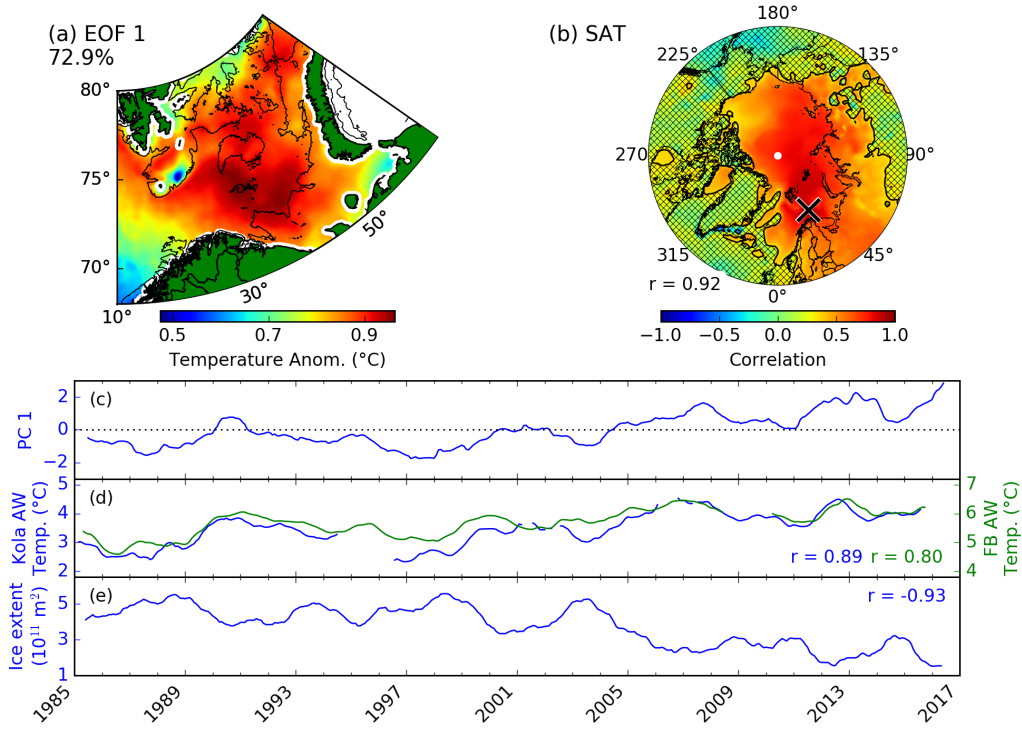 (a) EOF 1
72.9%
80°
75°
70°
10°
30°
50°
0.5
0.7
0.9
Temperature Anom. (°C)
(b) SAT
180°
225°
135°
270
90°
315
45°
0°
r = 0.92
−1.0
−0.5
0.0
0.5
1.0
Correlation
(c)
PC 1
2
0
−2
(d)
Kola AW
Temp. (°C)
5
4
3
2
7
6
5
4
FB AW
Temp. (°C)
r = 0.89 r = 0.80
(e)
Ice extent
(10¹¹ m²)
5
3
1
r = -0.93
1985
1989
1993
1997
2001
2005
2009
2013
2017